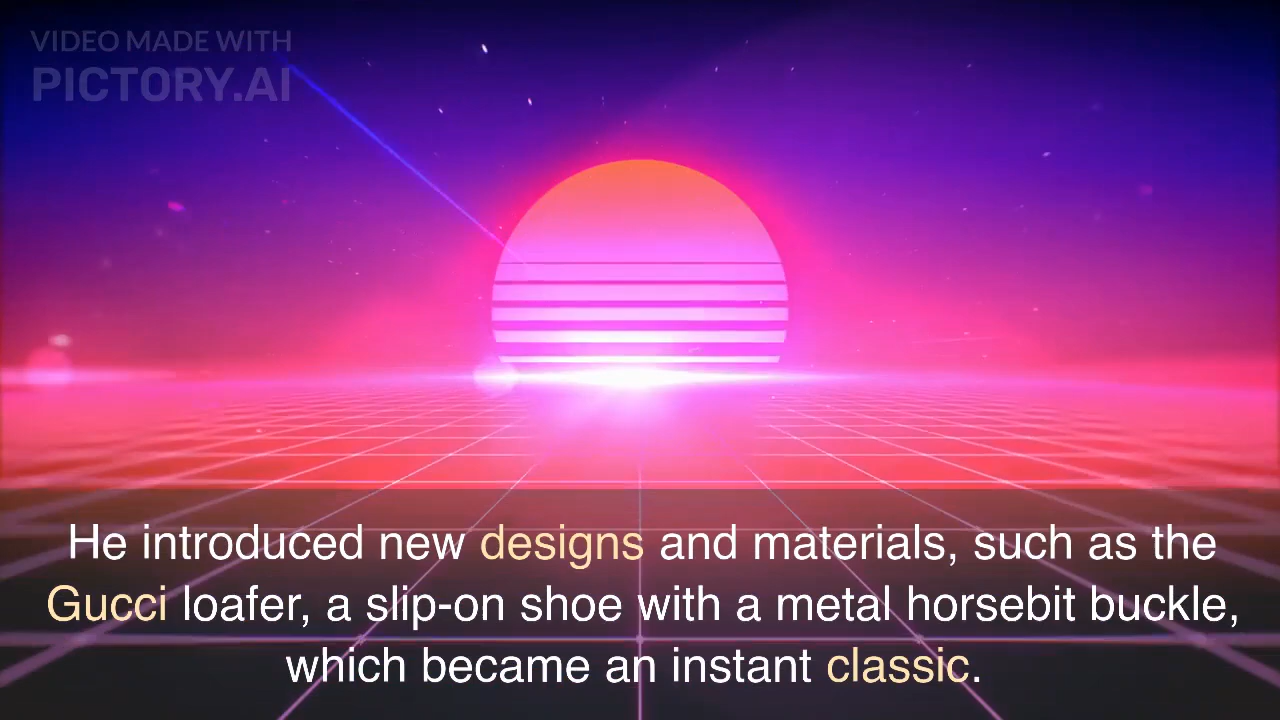 VIDEO MADE WITH
PICTORY.AI
He introduced new designs and materials, such as the
Gucci loafer, a slip-on shoe with a metal horsebit buckle,
which became an instant classic.